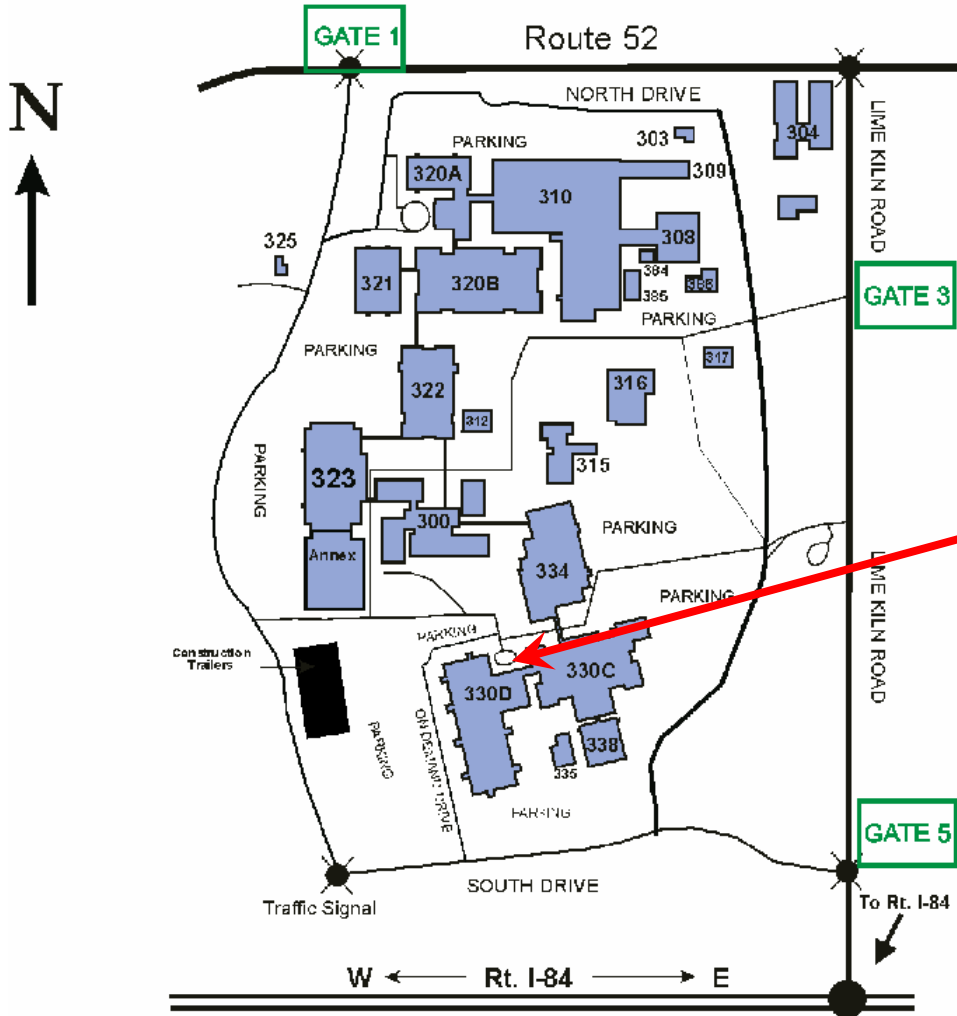 GATE 1
Route 52
N
NORTH DRIVE
LIME KILN ROAD
303
304
PARKING
320A
310
309
308
325
384
385
386
321
320B
GATE 3
PARKING
PARKING
317
322
316
312
PARKING
323
315
300
PARKING
Annex
334
LIME KILN ROAD
PARKING
PARKING
Construction
Trailers
330D
330C
PARKING
ON DEMAND DRIVE
338
335
PARKING
GATE 5
SOUTH DRIVE
Traffic Signal
To Rt. I-84
W
Rt. I-84
E